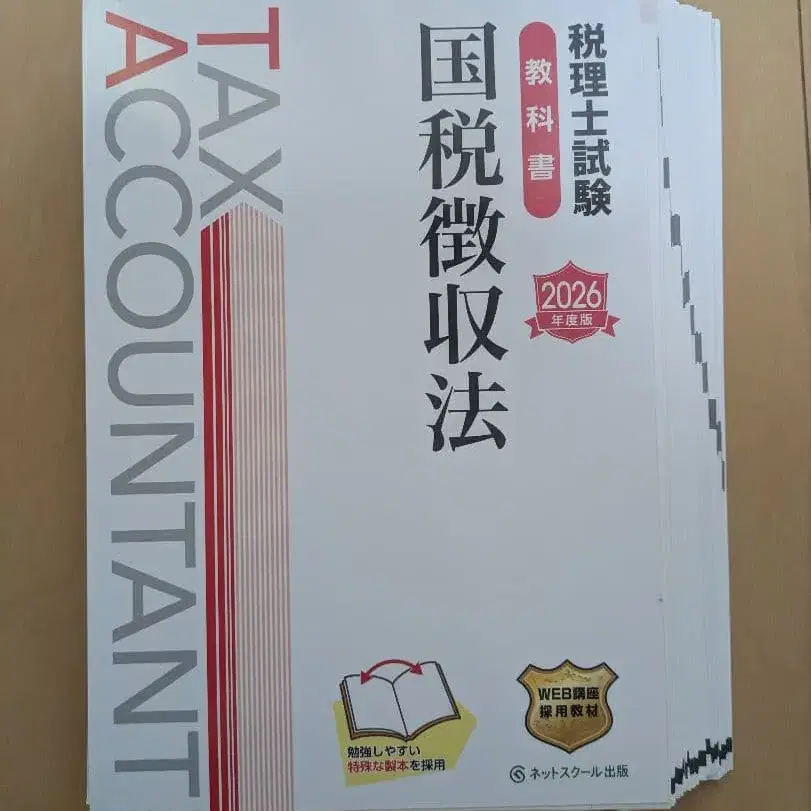 税理士試験
教科書
国税徴収法
2026
年度版
TAX
ACCOUNTANT
勉強しやすい
特殊な製本を採用
WEB講座
採用教材
ネットスクール出版